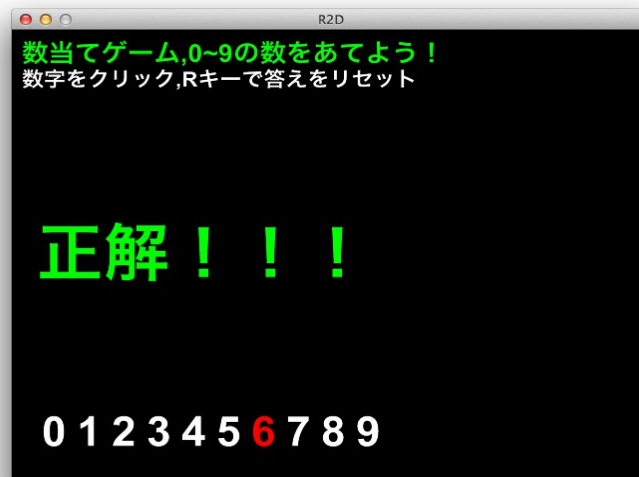 R2D
数当てゲーム,0~9の数をあてよう！
数字をクリック,Rキーで答えをリセット
正解！！！
0 1 2 3 4 5 6 7 8 9